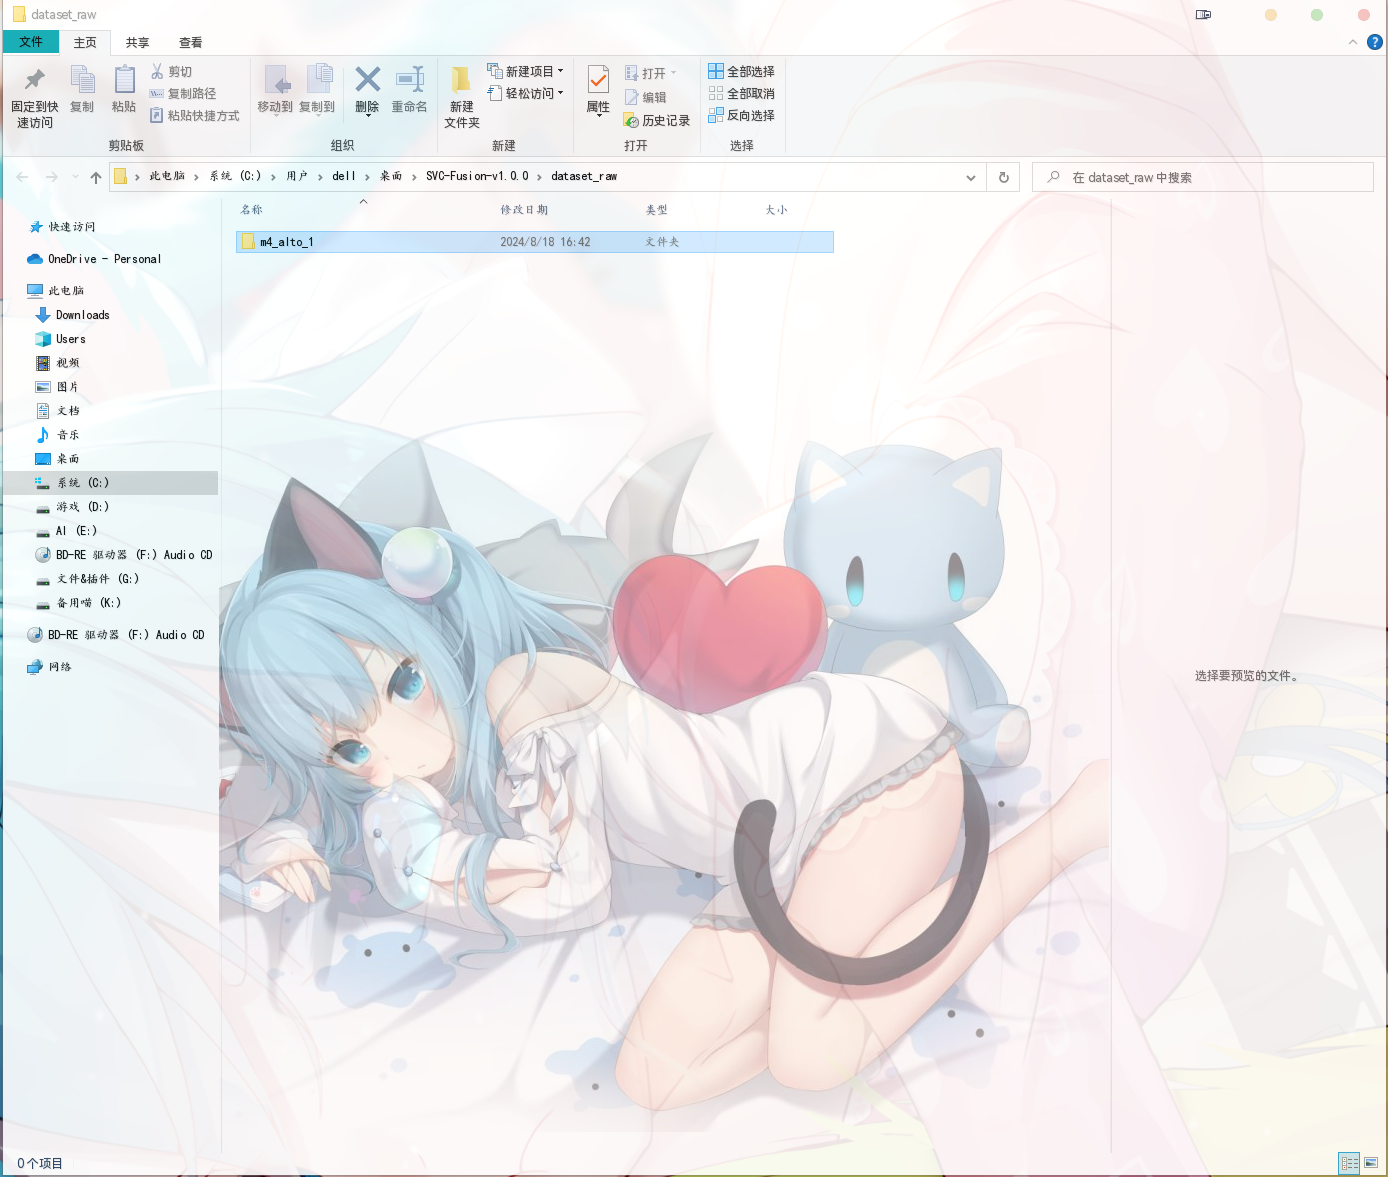 dataset_raw
文件 主页 共享 查看
固定到快速访问
复制
粘贴
剪切
复制路径
粘贴快捷方式
剪贴板
移动到
复制到
删除
重命名
组织
新建文件夹
新建项目
轻松访问
新建
属性
打开
编辑
历史记录
打开
全部选择
全部取消
反向选择
选择
此电脑 › 系统 (C:) › 用户 › dell › 桌面 › SVC-Fusion-v1.0.0 › dataset_raw
在 dataset_raw 中搜索
名称 修改日期 类型 大小
m4_alto_1 2024/8/18 16:42 文件夹
快速访问
OneDrive - Personal
此电脑
Downloads
Users
视频
图片
文档
音乐
桌面
系统 (C:)
游戏 (D:)
AI (E:)
BD-RE 驱动器 (F:) Audio CD
文件&插件 (G:)
备用喵 (K:)
BD-RE 驱动器 (F:) Audio CD
网络
选择要预览的文件。
0 个项目